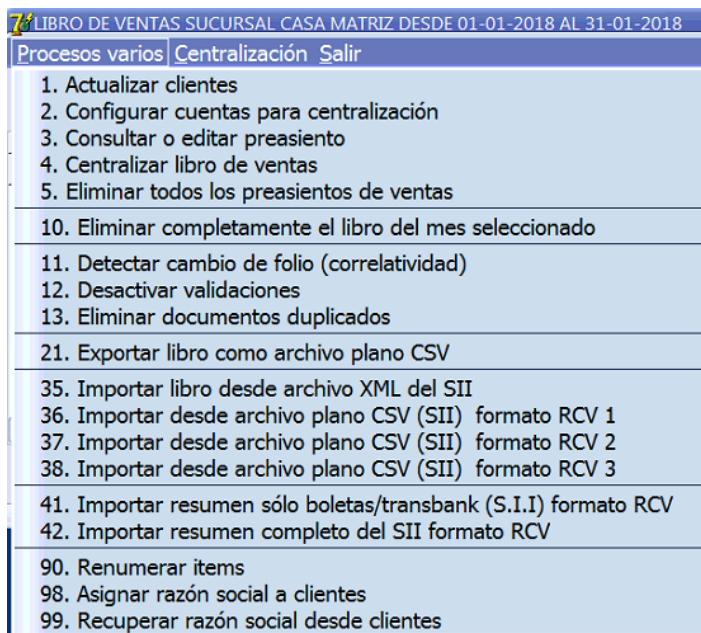 LIBRO DE VENTAS SUCURSAL CASA MATRIZ DESDE 01-01-2018 AL 31-01-2018
Procesos varios Centralización Salir
1. Actualizar clientes
2. Configurar cuentas para centralización
3. Consultar o editar preasiento
4. Centralizar libro de ventas
5. Eliminar todos los preasientos de ventas
10. Eliminar completamente el libro del mes seleccionado
11. Detectar cambio de folio (correlatividad)
12. Desactivar validaciones
13. Eliminar documentos duplicados
21. Exportar libro como archivo plano CSV
35. Importar libro desde archivo XML del SII
36. Importar desde archivo plano CSV (SII) formato RCV 1
37. Importar desde archivo plano CSV (SII) formato RCV 2
38. Importar desde archivo plano CSV (SII) formato RCV 3
41. Importar resumen sólo boletas/transbank (S.I.I) formato RCV
42. Importar resumen completo del SII formato RCV
90. Renumerar items
98. Asignar razón social a clientes
99. Recuperar razón social desde clientes